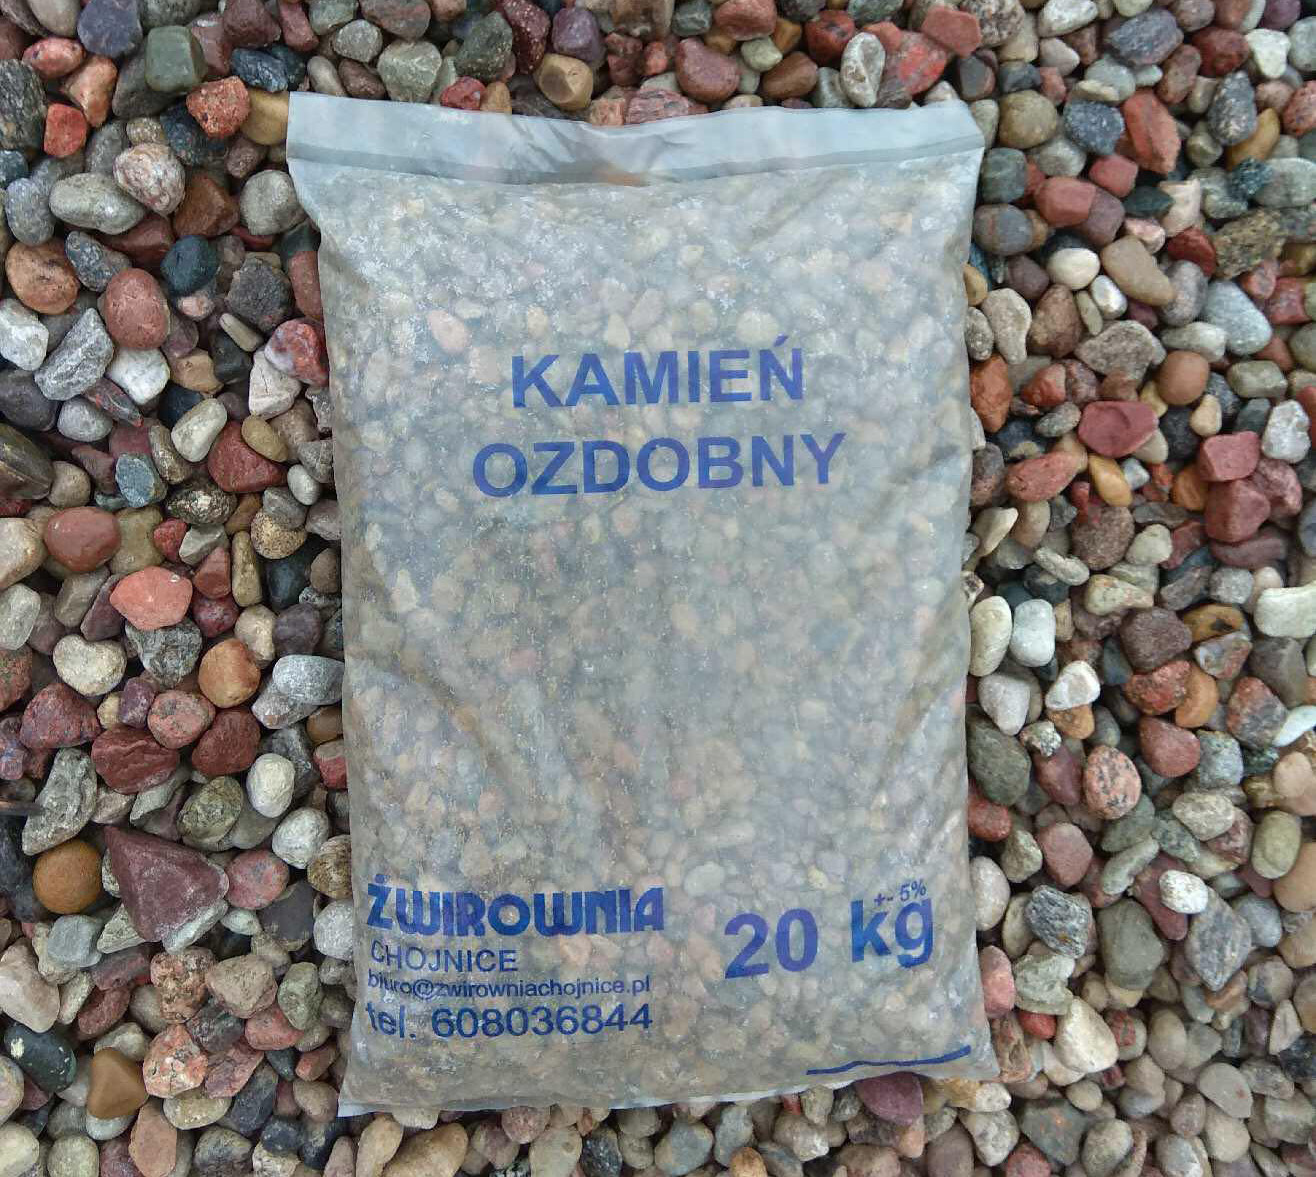 KAMIEŃ
OZDOBNY
ŻWIROWNIA
CHOJNICE
biuro@zwirowniachojnice.pl
tel. 608036844
+- 5%
20 kg